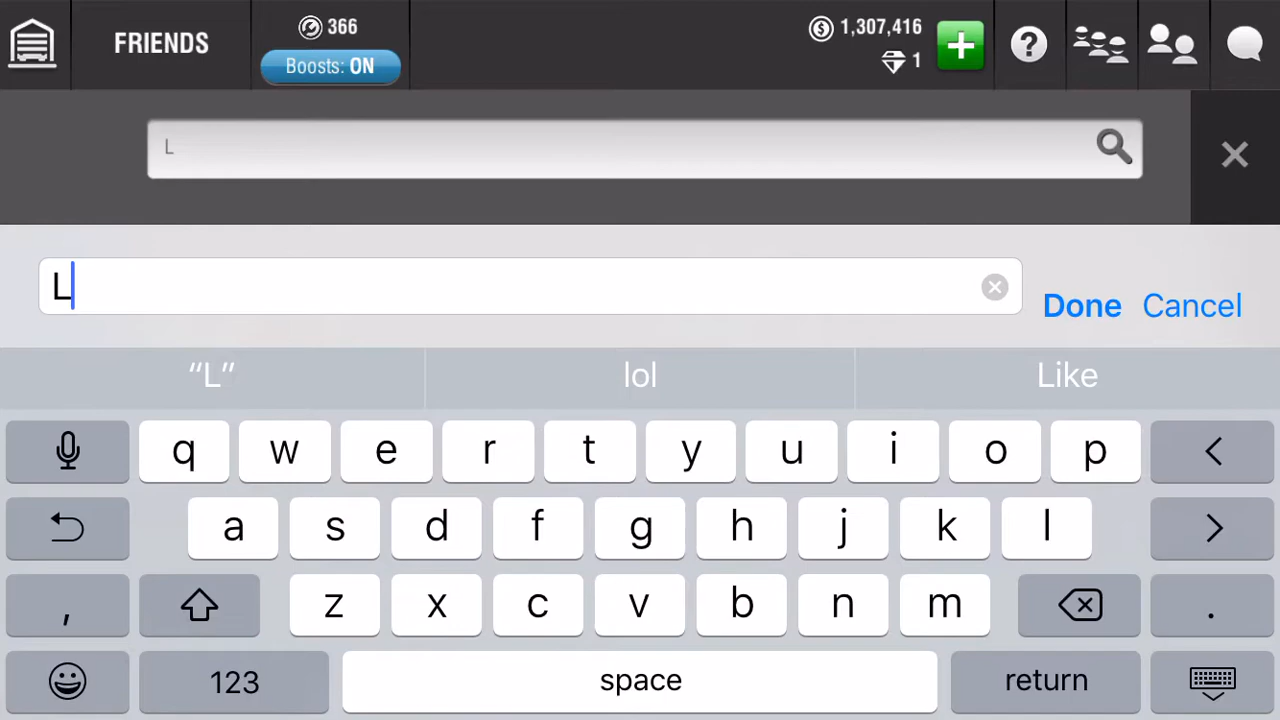 FRIENDS
366
Boosts: ON
1,307,416
1
?
L
L
Done Cancel
“L” lol Like
q w e r t y u i o p <
a s d f g h j k l >
, z x c v b n m .
123 space return